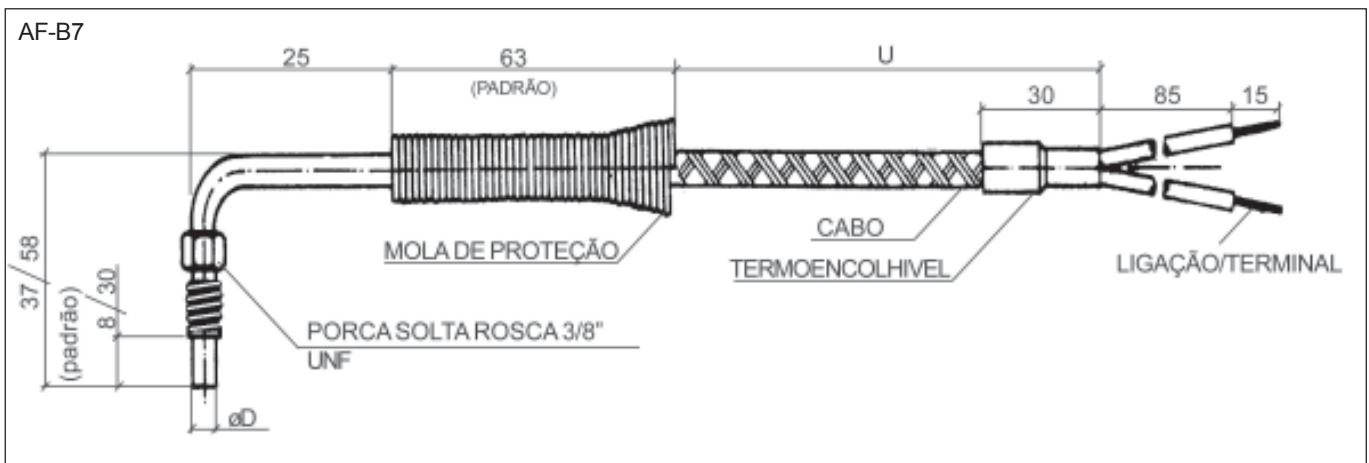 AF-B7
25
63
(PADRÃO)
U
30
85
15
MOLA DE PROTEÇÃO
CABO
TERMOENCOLHIVEL
LIGAÇÃO/TERMINAL
37 / 58
(padrão)
8 / 30
PORCA SOLTA ROSCA 3/8"
UNF
øD